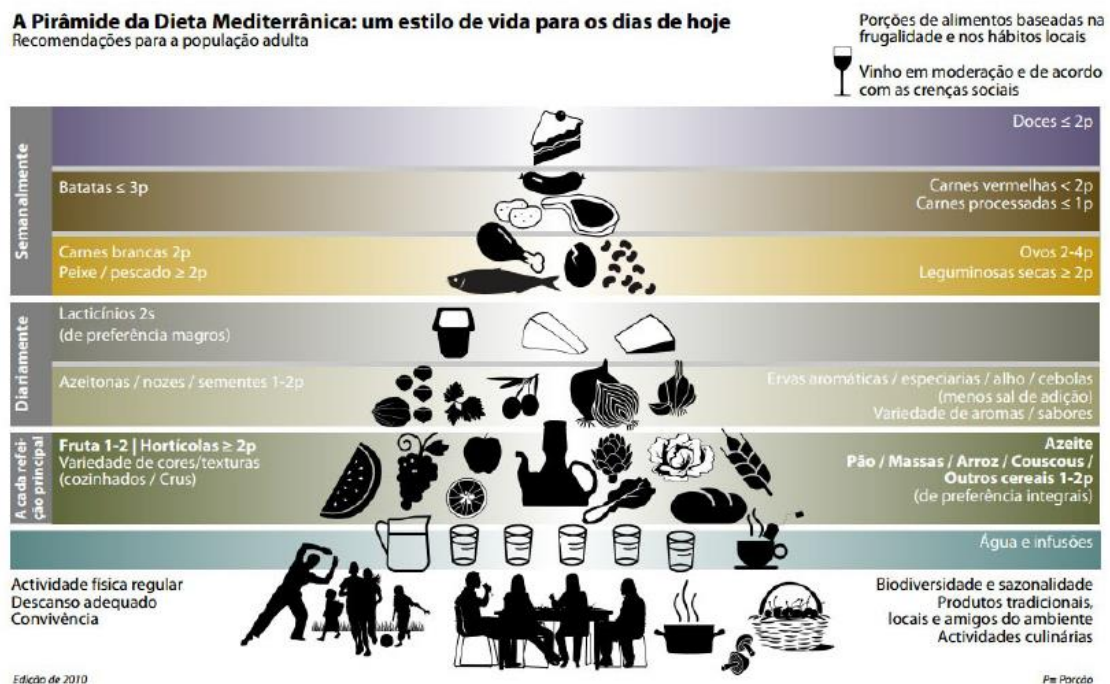 A Pirâmide da Dieta Mediterrânica: um estilo de vida para os dias de hoje
Recomendações para a população adulta
Porções de alimentos baseadas na
frugalidade e nos hábitos locais
Vinho em moderação e de acordo
com as crenças sociais
Semanalmente
Doces ≤ 2p
Batatas ≤ 3p
Carnes vermelhas < 2p
Carnes processadas ≤ 1p
Carnes brancas 2p
Peixe / pescado ≥ 2p
Ovos 2-4p
Leguminosas secas ≥ 2p
Diariamente
Lacticínios 2s
(de preferência magros)
Azeitonas / nozes / sementes 1-2p
Ervas aromáticas / especiarias / alho / cebolas
(menos sal de adição)
Variedade de aromas / sabores
A cada refei-
ção principal
Fruta 1-2 | Hortícolas ≥ 2p
Variedade de cores/texturas
(cozinhados / Crus)
Azeite
Pão / Massas / Arroz / Couscous /
Outros cereais 1-2p
(de preferência integrais)
Água e infusões
Actividade física regular
Descanso adequado
Convivência
Biodiversidade e sazonalidade
Produtos tradicionais,
locais e amigos do ambiente
Actividades culinárias
Edição de 2010
P= Porção